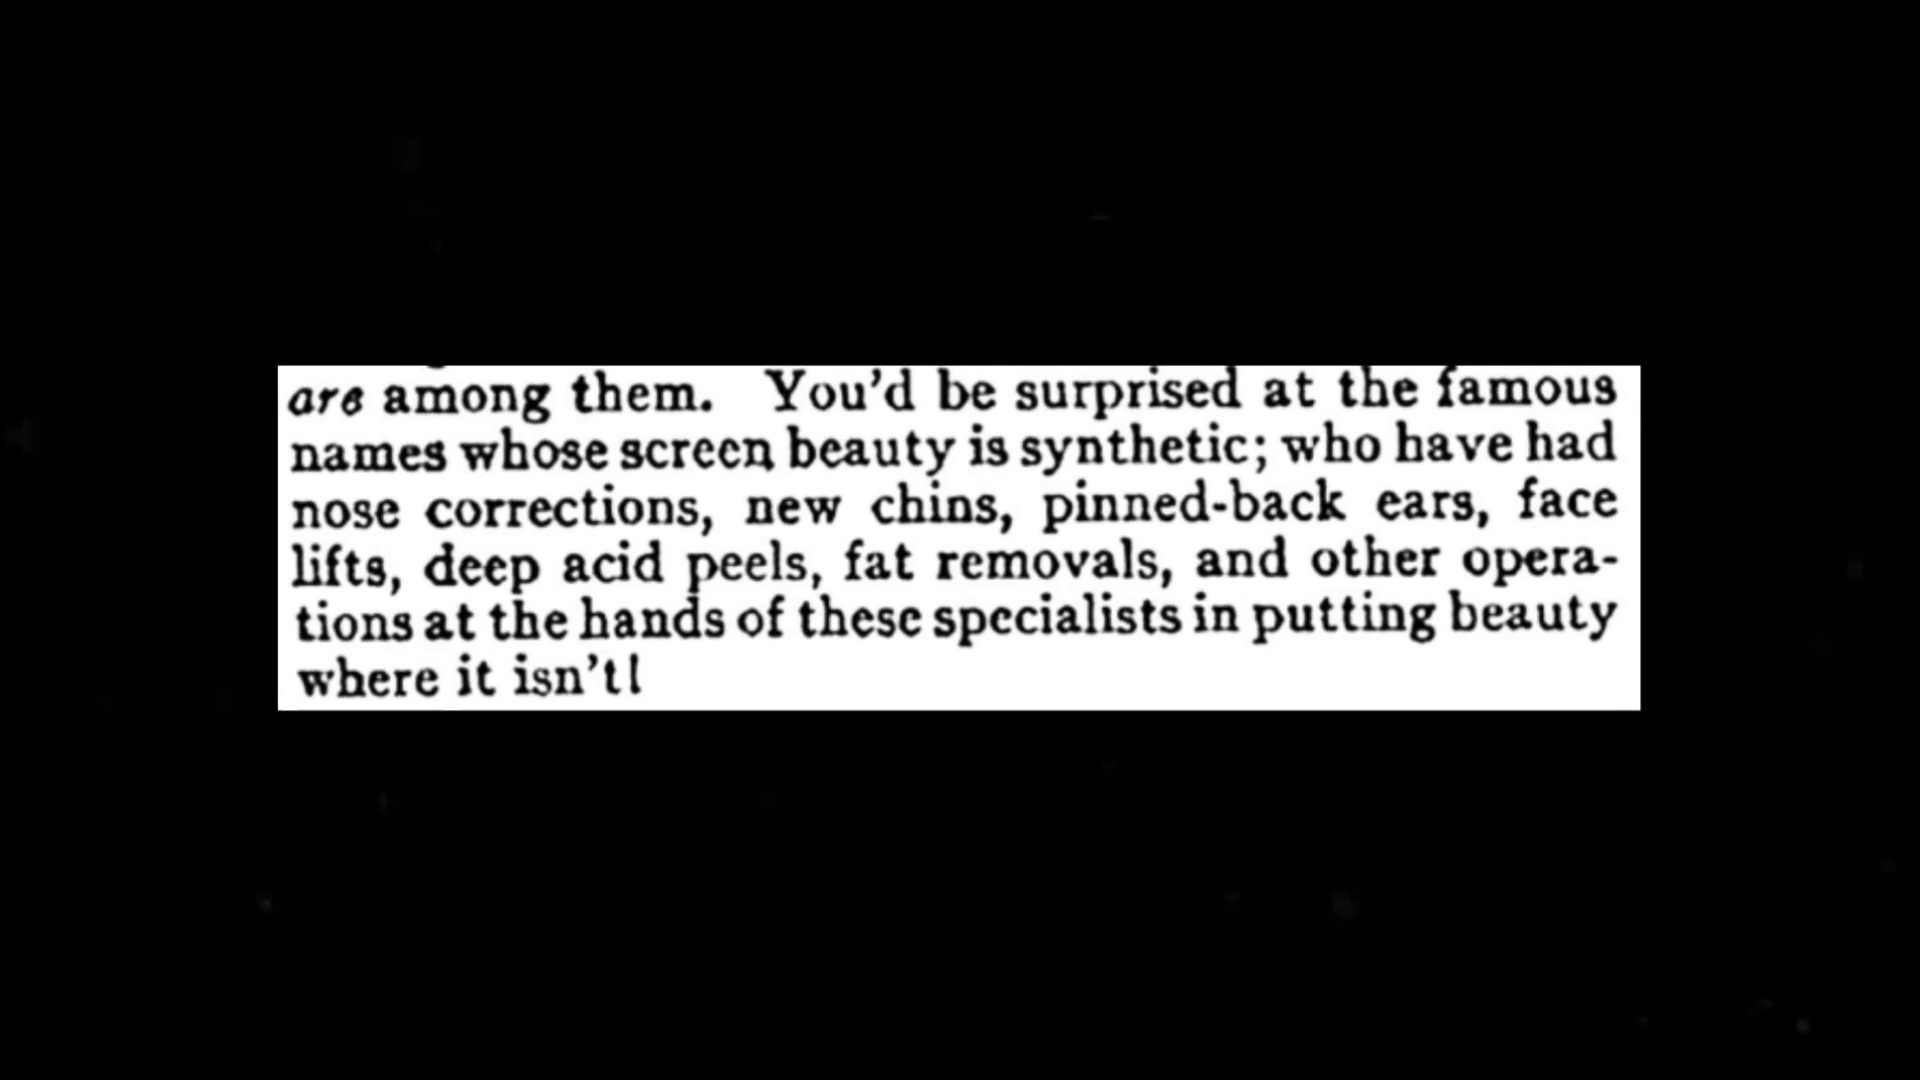 are among them. You'd be surprised at the famous
names whose screen beauty is synthetic; who have had
nose corrections, new chins, pinned-back ears, face
lifts, deep acid peels, fat removals, and other opera-
tions at the hands of these specialists in putting beauty
where it isn't!